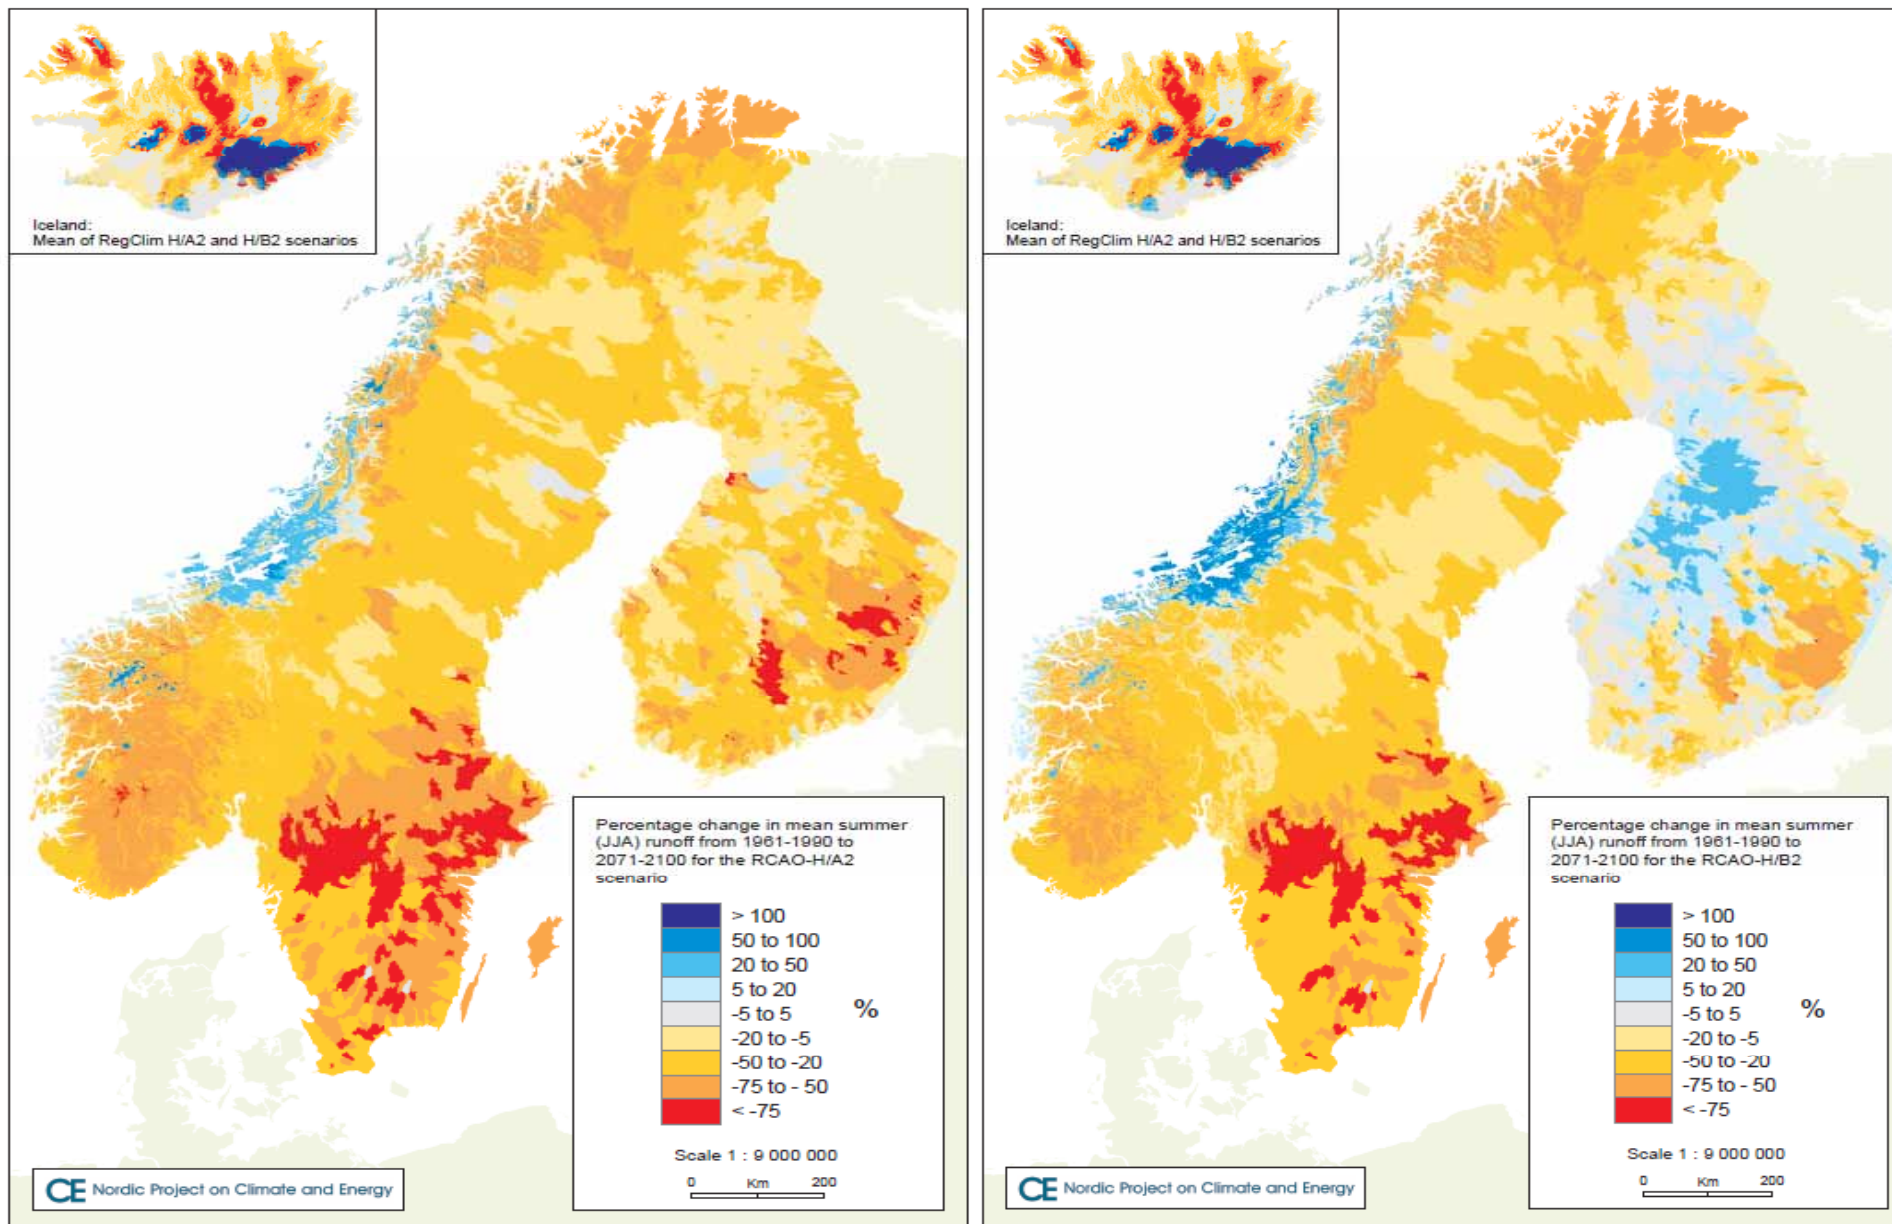 Iceland:
Mean of RegClim H/A2 and H/B2 scenarios
Percentage change in mean summer
(JJA) runoff from 1961-1990 to
2071-2100 for the RCAO-H/A2
scenario
> 100
50 to 100
20 to 50
5 to 20
-5 to 5
-20 to -5
-50 to -20
-75 to - 50
< -75
%
Scale 1 : 9 000 000
0 Km 200
CE Nordic Project on Climate and Energy
Iceland:
Mean of RegClim H/A2 and H/B2 scenarios
Percentage change in mean summer
(JJA) runoff from 1961-1990 to
2071-2100 for the RCAO-H/B2
scenario
> 100
50 to 100
20 to 50
5 to 20
-5 to 5
-20 to -5
-50 to -20
-75 to - 50
< -75
%
Scale 1 : 9 000 000
0 Km 200
CE Nordic Project on Climate and Energy